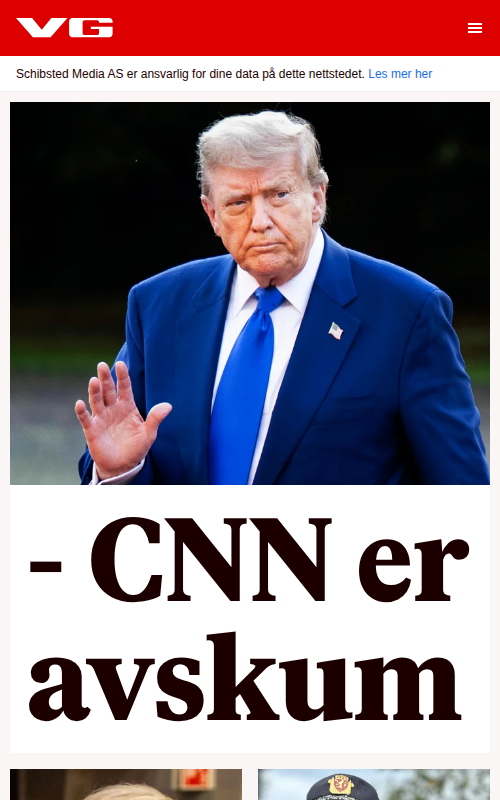 VG
Schibsted Media AS er ansvarlig for dine data på dette nettstedet. Les mer her
- CNN er
avskum